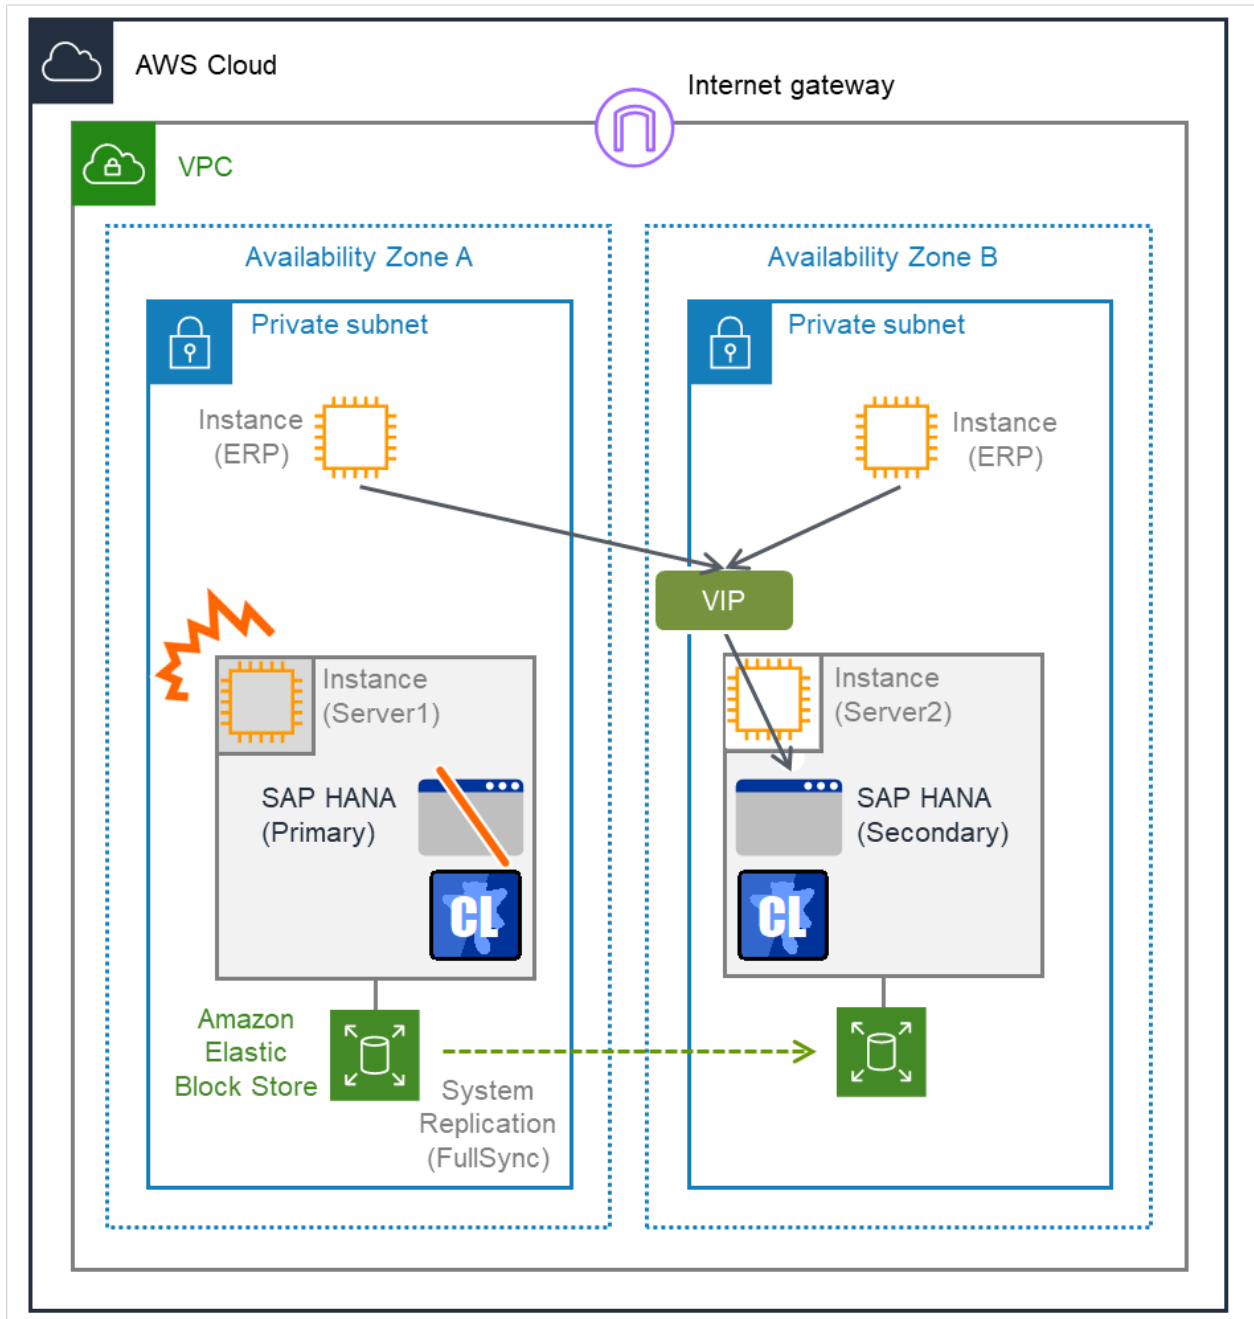 AWS Cloud
Internet gateway
VPC
Availability Zone A
Availability Zone B
Private subnet
Private subnet
Instance
(ERP)
Instance
(ERP)
VIP
Instance
(Server1)
Instance
(Server2)
SAP HANA
(Primary)
SAP HANA
(Secondary)
CL
CL
Amazon
Elastic
Block Store
System
Replication
(FullSync)